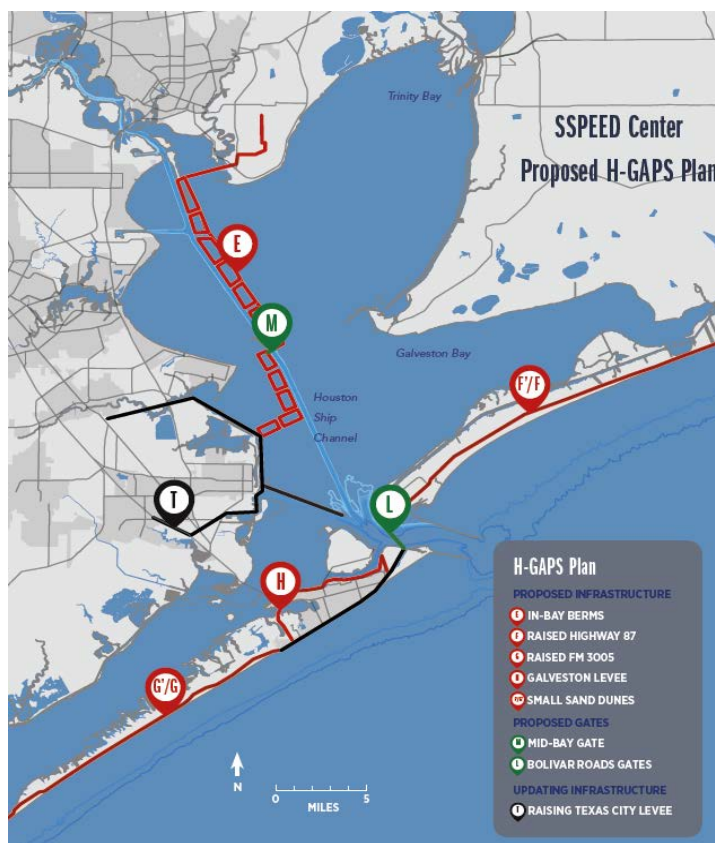 Trinity Bay
SSPEED Center
Proposed H-GAPS Plan
E
M
Galveston Bay
F'/F
Houston
Ship
Channel
T
L
H
G'/G
N
0 5
MILES
H-GAPS Plan
PROPOSED INFRASTRUCTURE
E IN-BAY BERMS
F RAISED HIGHWAY 87
G RAISED FM 3005
H GALVESTON LEVEE
SMALL SAND DUNES
PROPOSED GATES
M MID-BAY GATE
L BOLIVAR ROADS GATES
UPDATING INFRASTRUCTURE
T RAISING TEXAS CITY LEVEE